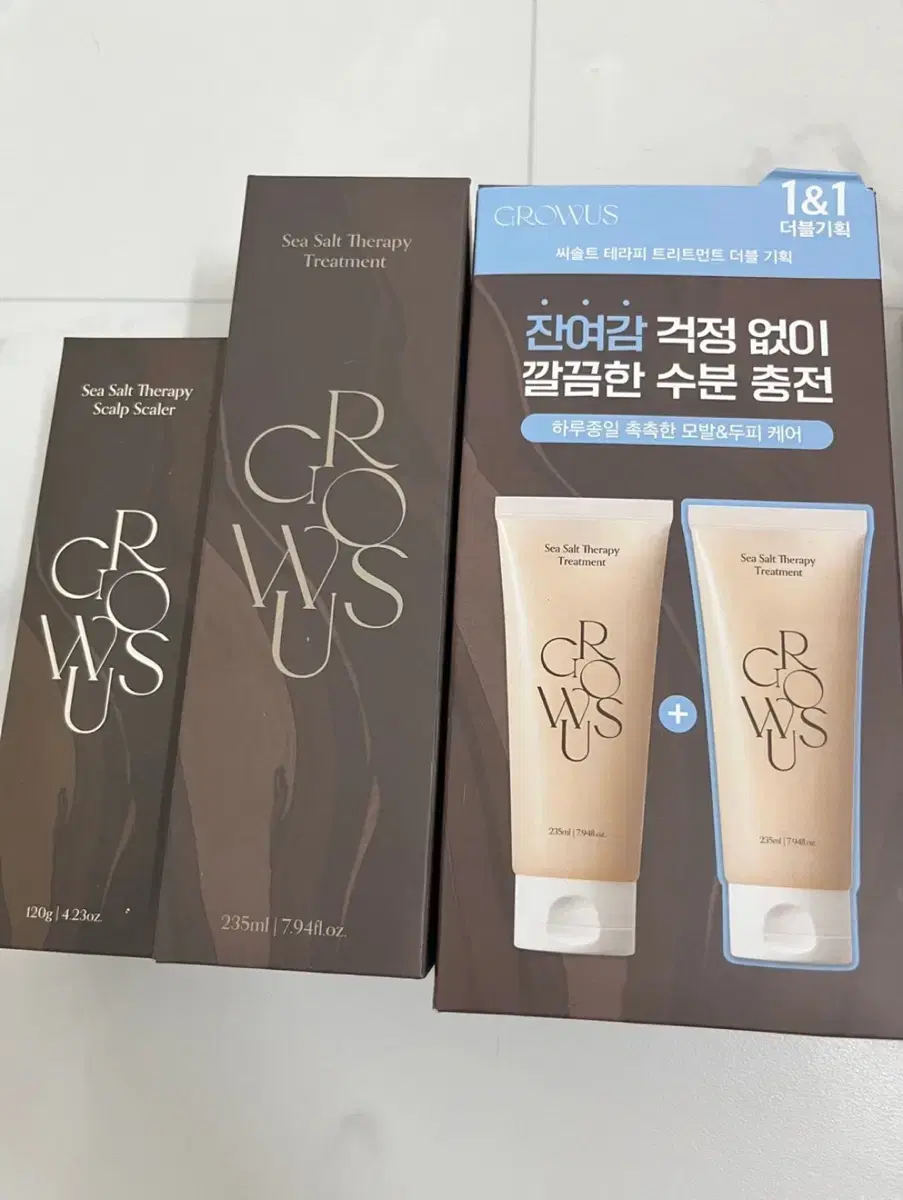 Sea Salt Therapy
Scalp Scaler
GROWUS
120g | 4.23oz.
Sea Salt Therapy
Treatment
GROWUS
235ml | 7.94fl.oz.
GROWUS
1&1
더블기획
씨솔트 테라피 트리트먼트 더블 기획
잔여감 걱정 없이
깔끔한 수분 충전
하루종일 촉촉한 모발&두피 케어
Sea Salt Therapy
Treatment
GROWUS
235ml | 7.94fl.oz.
+
Sea Salt Therapy
Treatment
GROWUS
235ml | 7.94fl.oz.